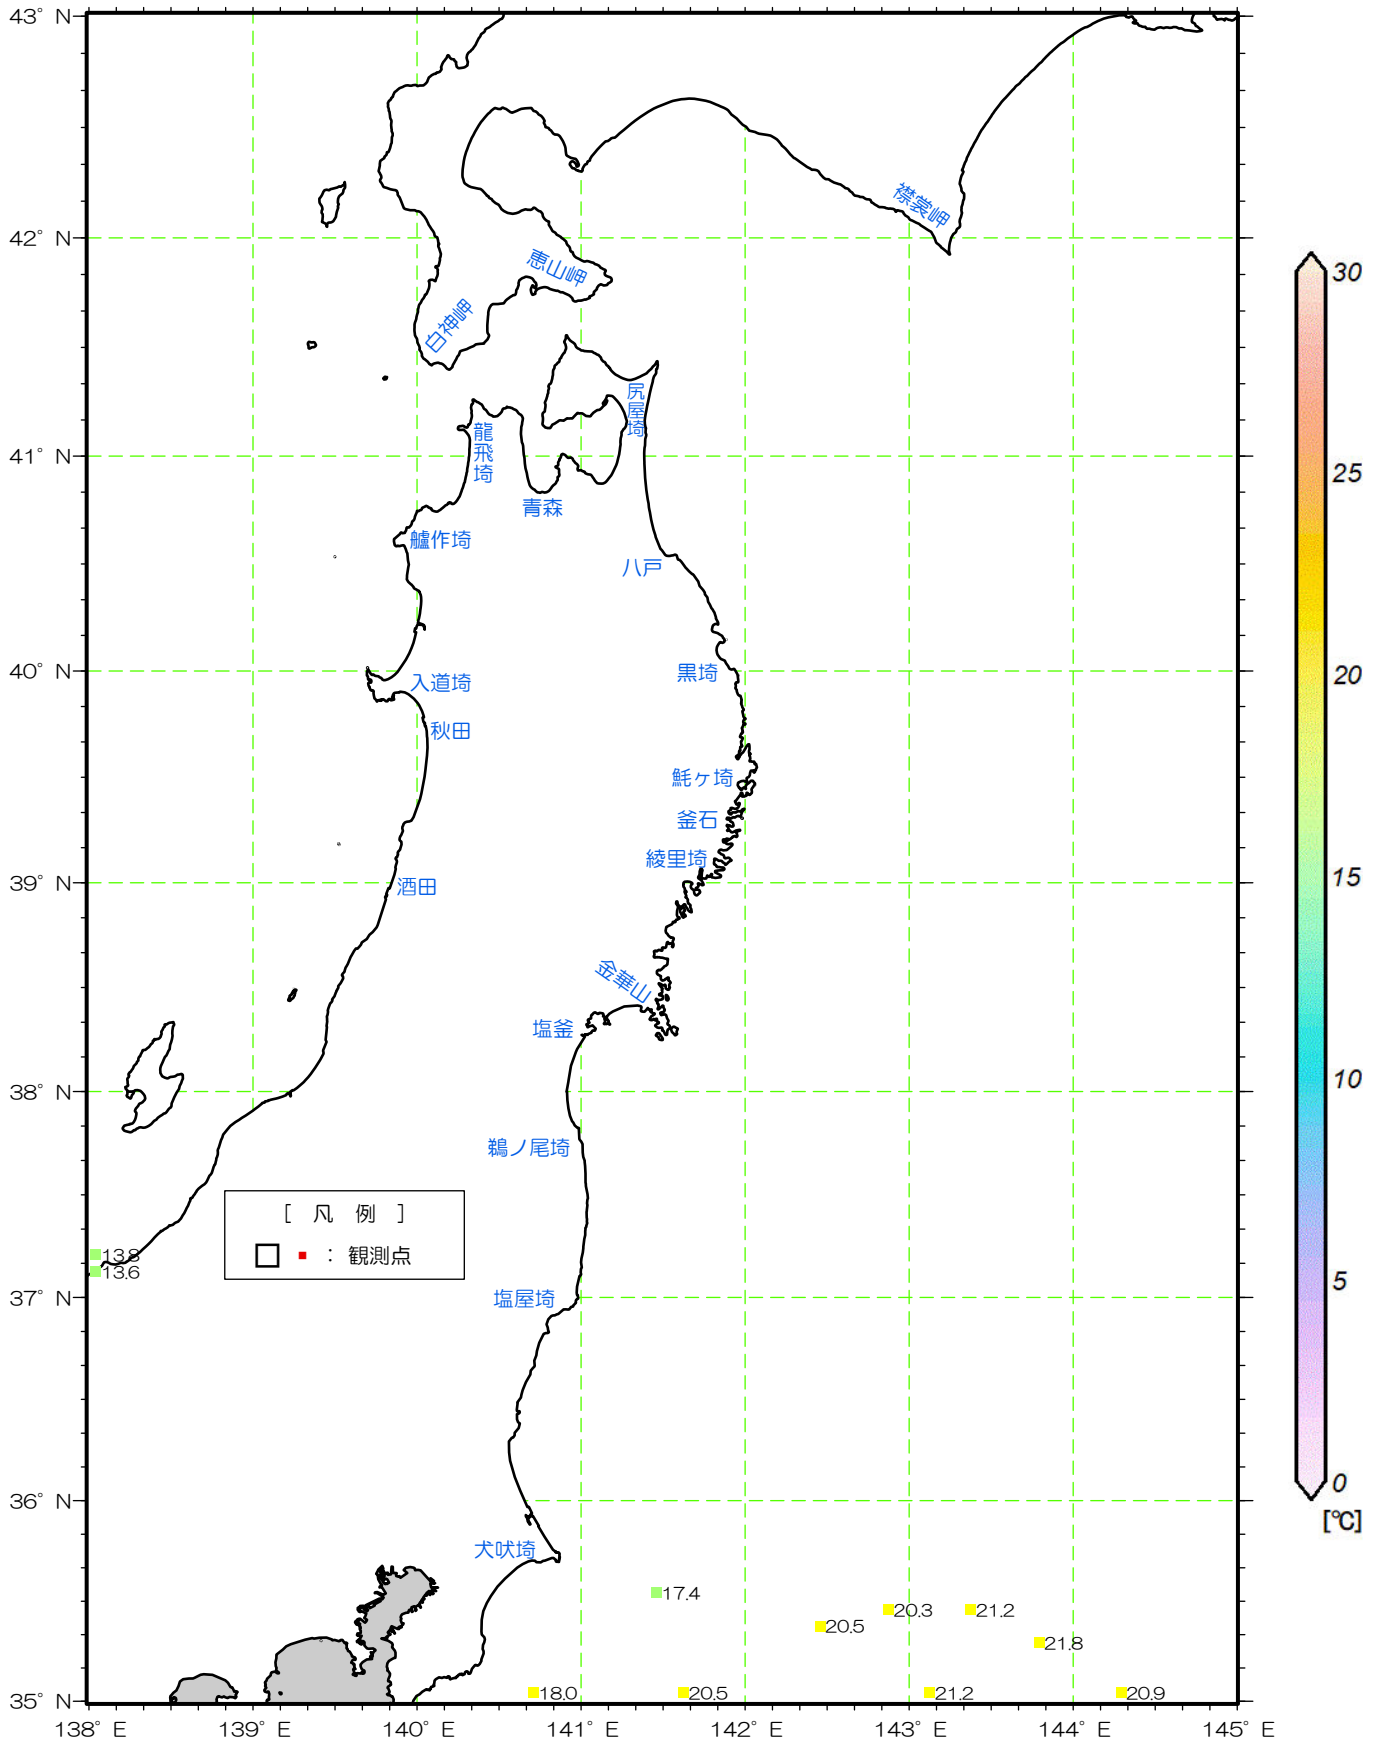 43° N
42° N
41° N
40° N
39° N
38° N
37° N
36° N
35° N
138° E
139° E
140° E
141° E
142° E
143° E
144° E
145° E
襟裳岬
恵山岬
白神岬
尻屋埼
龍飛埼
青森
艫作埼
八戸
入道埼
黒埼
秋田
魹ヶ埼
釜石
綾里埼
酒田
金華山
塩釜
鵜ノ尾埼
[ 凡 例 ]
: 観測点
13.8
13.6
塩屋埼
犬吠埼
17.4
20.3
21.2
20.5
21.8
18.0
20.5
21.2
20.9
30
25
20
15
10
5
0
[℃]